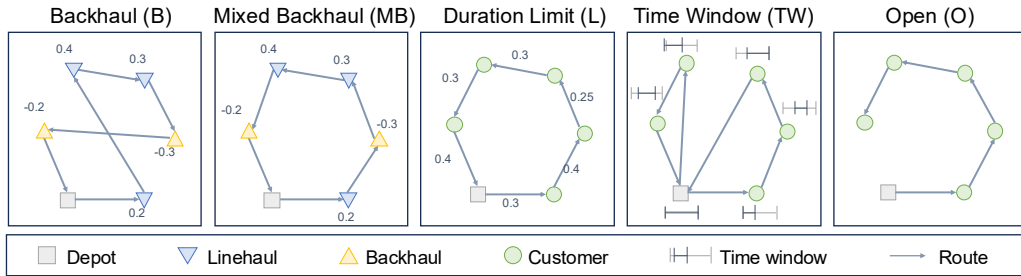 Backhaul (B)
0.4
0.3
-0.2
-0.3
0.2
Mixed Backhaul (MB)
0.4
0.3
-0.2
-0.3
0.2
Duration Limit (L)
0.3
0.3
0.25
0.4
0.4
0.3
Time Window (TW)
Open (O)
Depot
Linehaul
Backhaul
Customer
Time window
Route